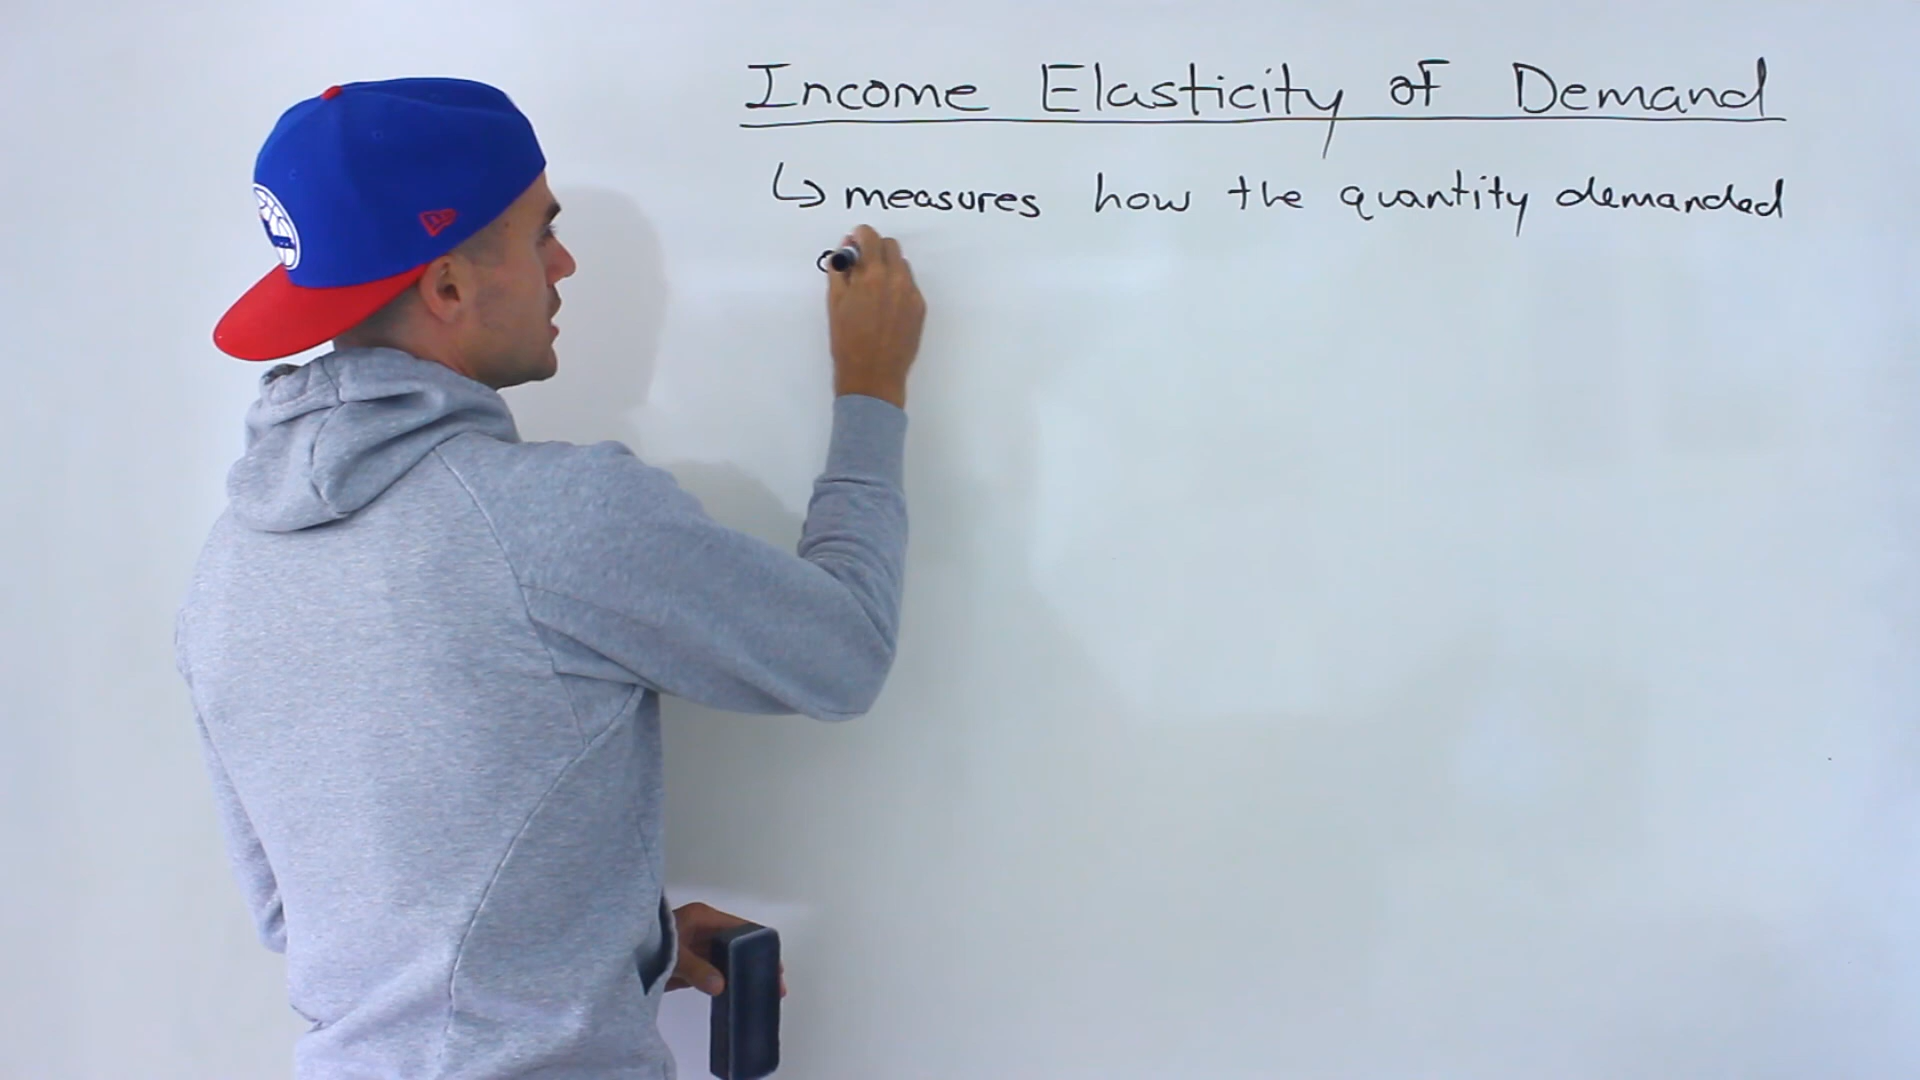 Income Elasticity of Demand
↳ measures how the quantity demanded